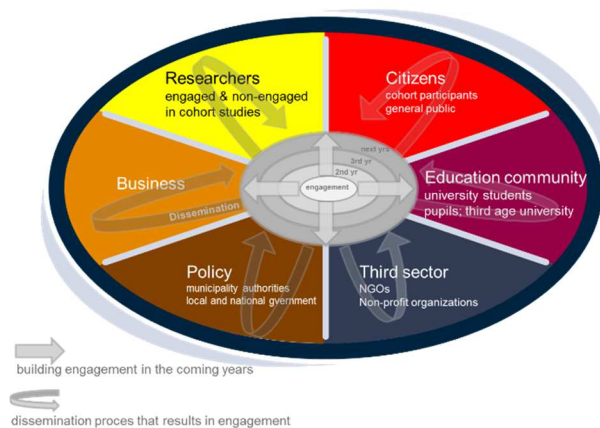 Researchers
engaged & non-engaged
in cohort studies
Citizens
cohort participants
general public
next yrs
3rd yr
2nd yr
engagement
Business
Dissemination
Education community
university students
pupils; third age university
Policy
municipality authorities
local and national gvernment
Third sector
NGOs
Non-profit organizations
building engagement in the coming years
dissemination proces that results in engagement